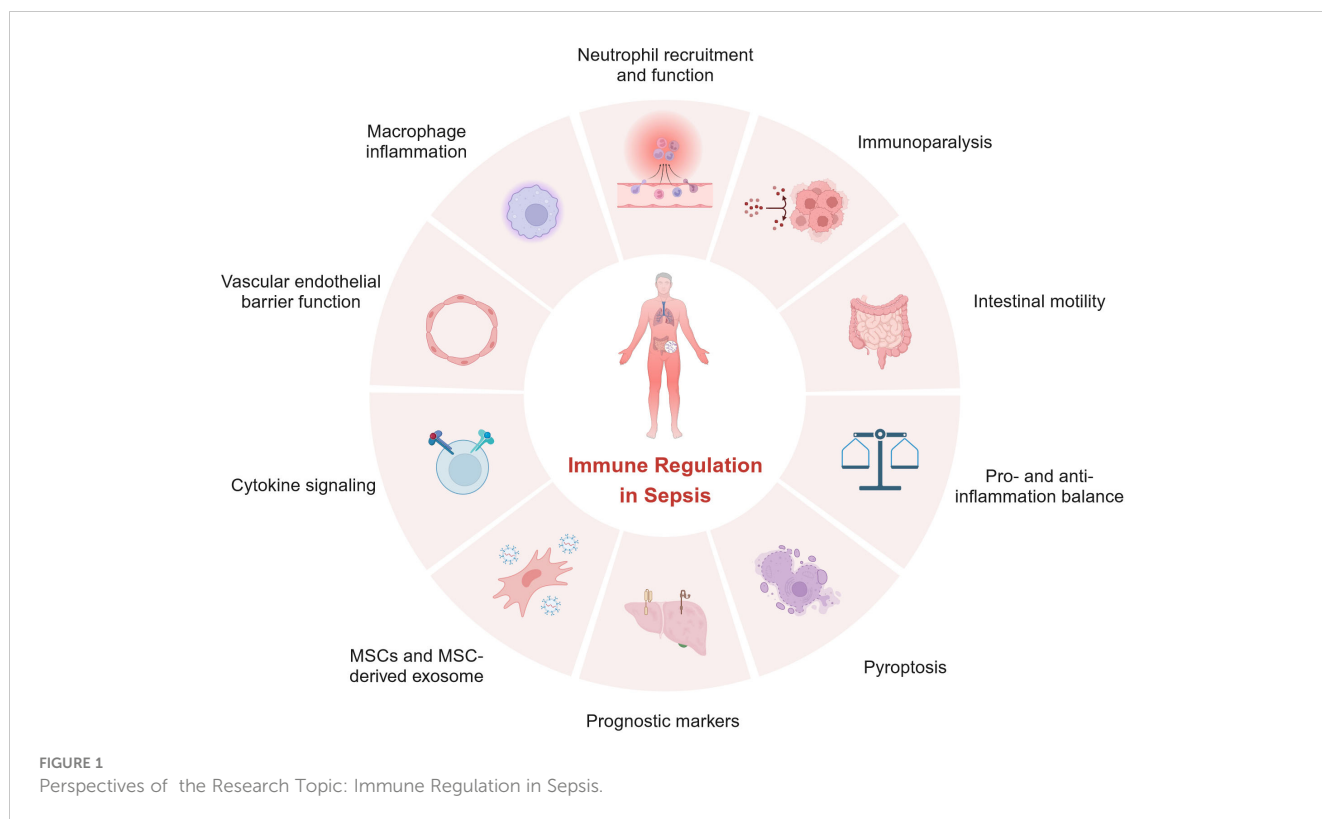 Neutrophil recruitment
and function
Immunoparalysis
Macrophage
inflammation
Vascular endothelial
barrier function
Intestinal motility
Immune Regulation
in Sepsis
Cytokine signaling
Pro- and anti-
inflammation balance
MSCs and MSC-
derived exosome
Pyroptosis
Prognostic markers
FIGURE 1
Perspectives of the Research Topic: Immune Regulation in Sepsis.